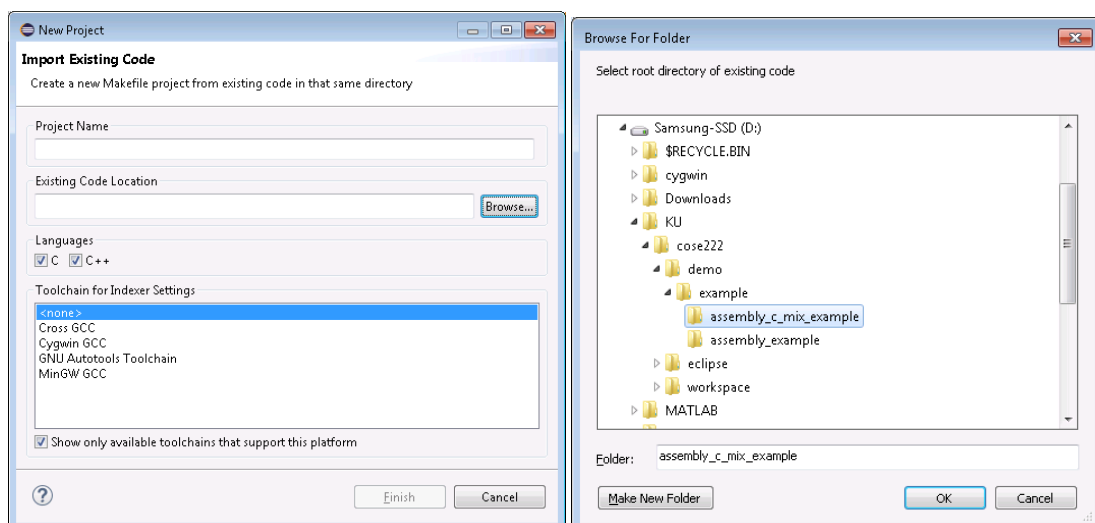 New Project
Import Existing Code
Create a new Makefile project from existing code in that same directory
Project Name
Existing Code Location
Browse...
Languages
C C++
Toolchain for Indexer Settings
<none>
Cross GCC
Cygwin GCC
GNU Autotools Toolchain
MinGW GCC
Show only available toolchains that support this platform
?
Finish Cancel
Browse For Folder
Select root directory of existing code
Samsung-SSD (D:)
$RECYCLE.BIN
cygwin
Downloads
KU
cose222
demo
example
assembly_c_mix_example
assembly_example
eclipse
workspace
MATLAB
Folder: assembly_c_mix_example
Make New Folder OK Cancel